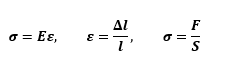 σ = Eε, ε = Δl/l, σ = F/S